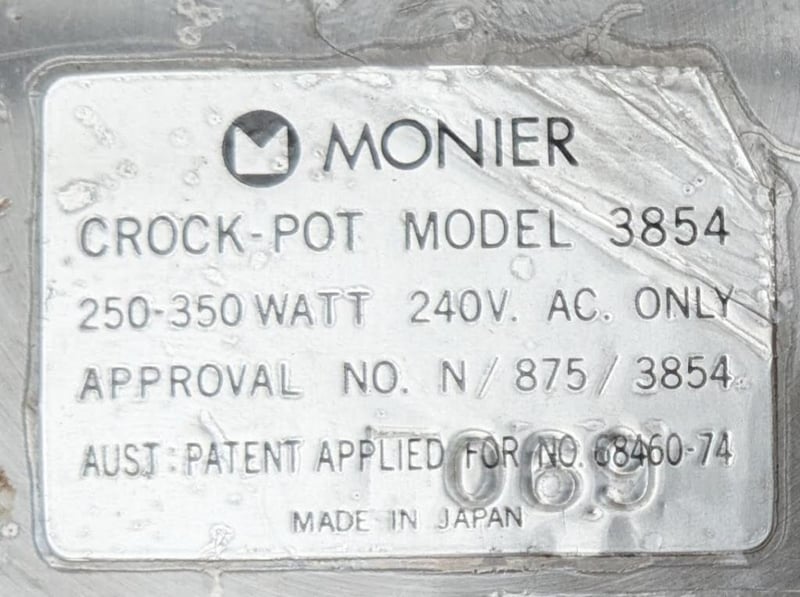 MONIER
CROCK-POT MODEL 3854
250-350 WATT 240V. AC. ONLY
APPROVAL NO. N/875/3854
AUST: PATENT APPLIED FOR NO. 68460-74
069
MADE IN JAPAN